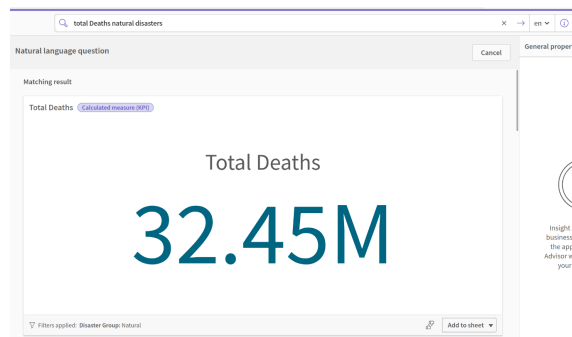 total Deaths natural disasters
en
Natural language question
Cancel
Matching result
Total Deaths
Calculated measure (KPI)
Total Deaths
32.45M
Filters applied: Disaster Group: Natural
Add to sheet
General proper
Insight
business
the app
Advisor w
your